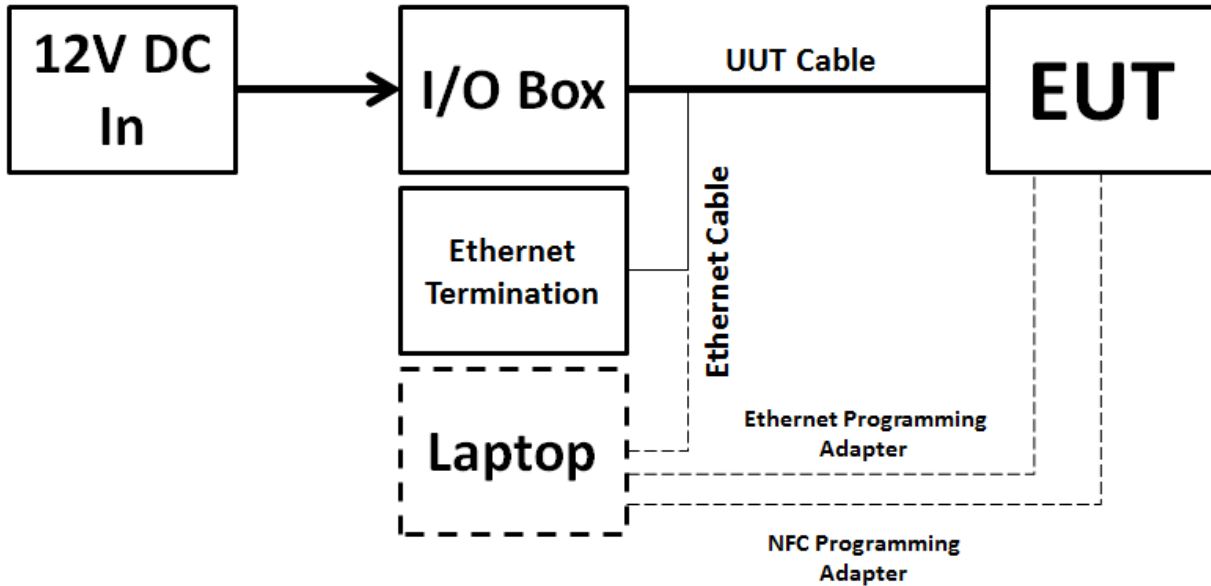 12V DC
In
I/O Box
UUT Cable
EUT
Ethernet
Termination
Ethernet Cable
Laptop
Ethernet Programming
Adapter
NFC Programming
Adapter